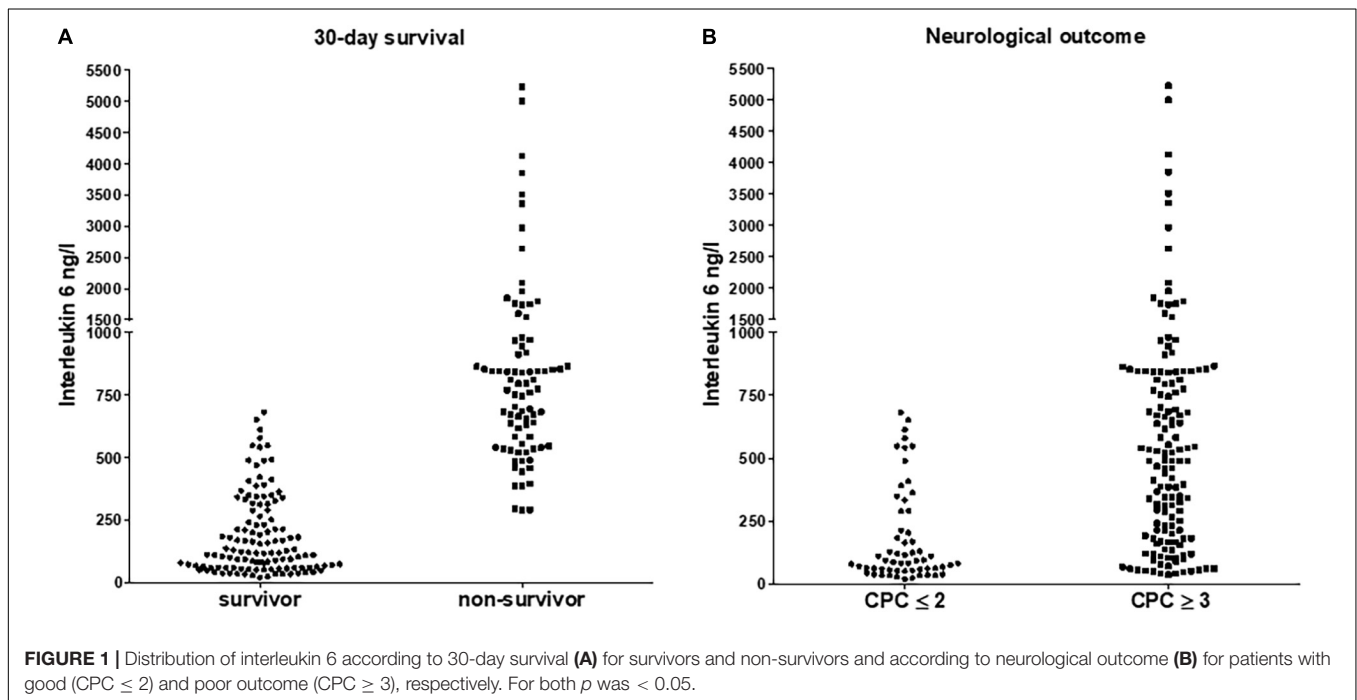 A
30-day survival
Interleukin 6 ng/l
5500
5000
4500
4000
3500
3000
2500
2000
1500
1000
750
500
250
0
survivor
non-survivor
B
Neurological outcome
Interleukin 6 ng/l
5500
5000
4500
4000
3500
3000
2500
2000
1500
1000
750
500
250
0
CPC ≤ 2
CPC ≥ 3
FIGURE 1 | Distribution of interleukin 6 according to 30-day survival (A) for survivors and non-survivors and according to neurological outcome (B) for patients with
good (CPC ≤ 2) and poor outcome (CPC ≥ 3), respectively. For both p was < 0.05.